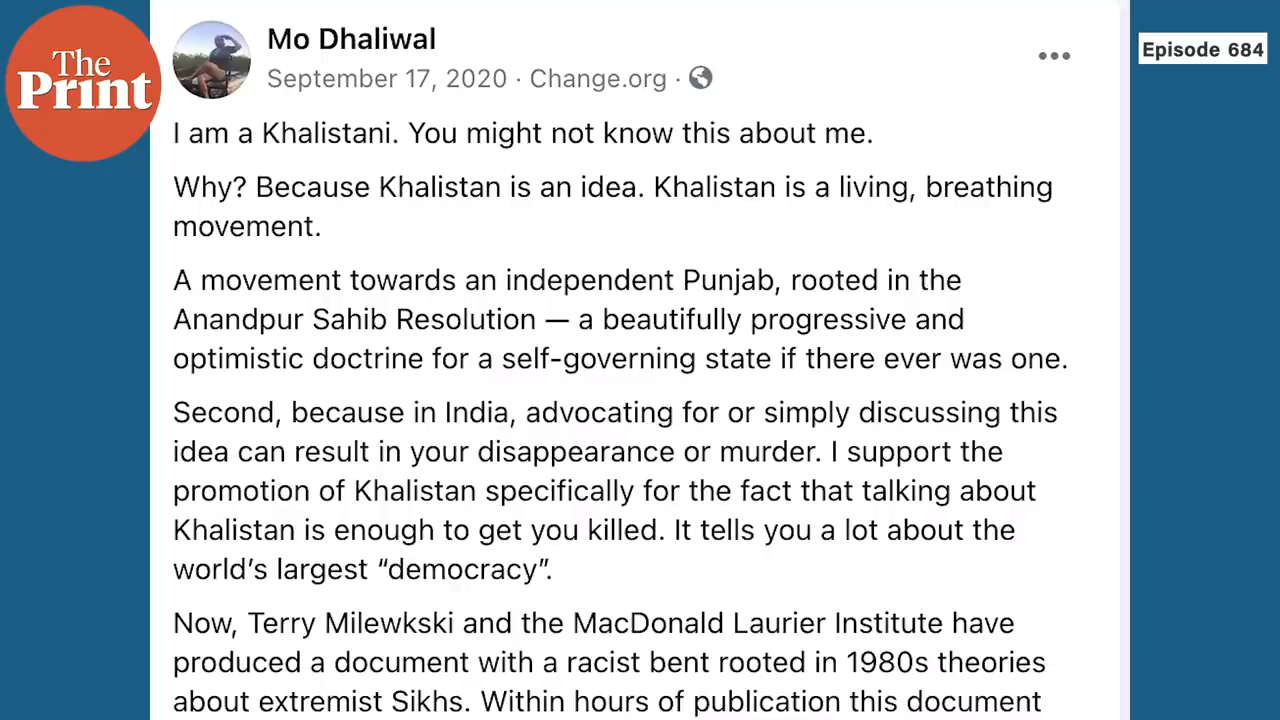 The
Print
Episode 684
Mo Dhaliwal
September 17, 2020 · Change.org ·
I am a Khalistani. You might not know this about me.
Why? Because Khalistan is an idea. Khalistan is a living, breathing
movement.
A movement towards an independent Punjab, rooted in the
Anandpur Sahib Resolution — a beautifully progressive and
optimistic doctrine for a self-governing state if there ever was one.
Second, because in India, advocating for or simply discussing this
idea can result in your disappearance or murder. I support the
promotion of Khalistan specifically for the fact that talking about
Khalistan is enough to get you killed. It tells you a lot about the
world's largest “democracy”.
Now, Terry Milewkski and the MacDonald Laurier Institute have
produced a document with a racist bent rooted in 1980s theories
about extremist Sikhs. Within hours of publication this document